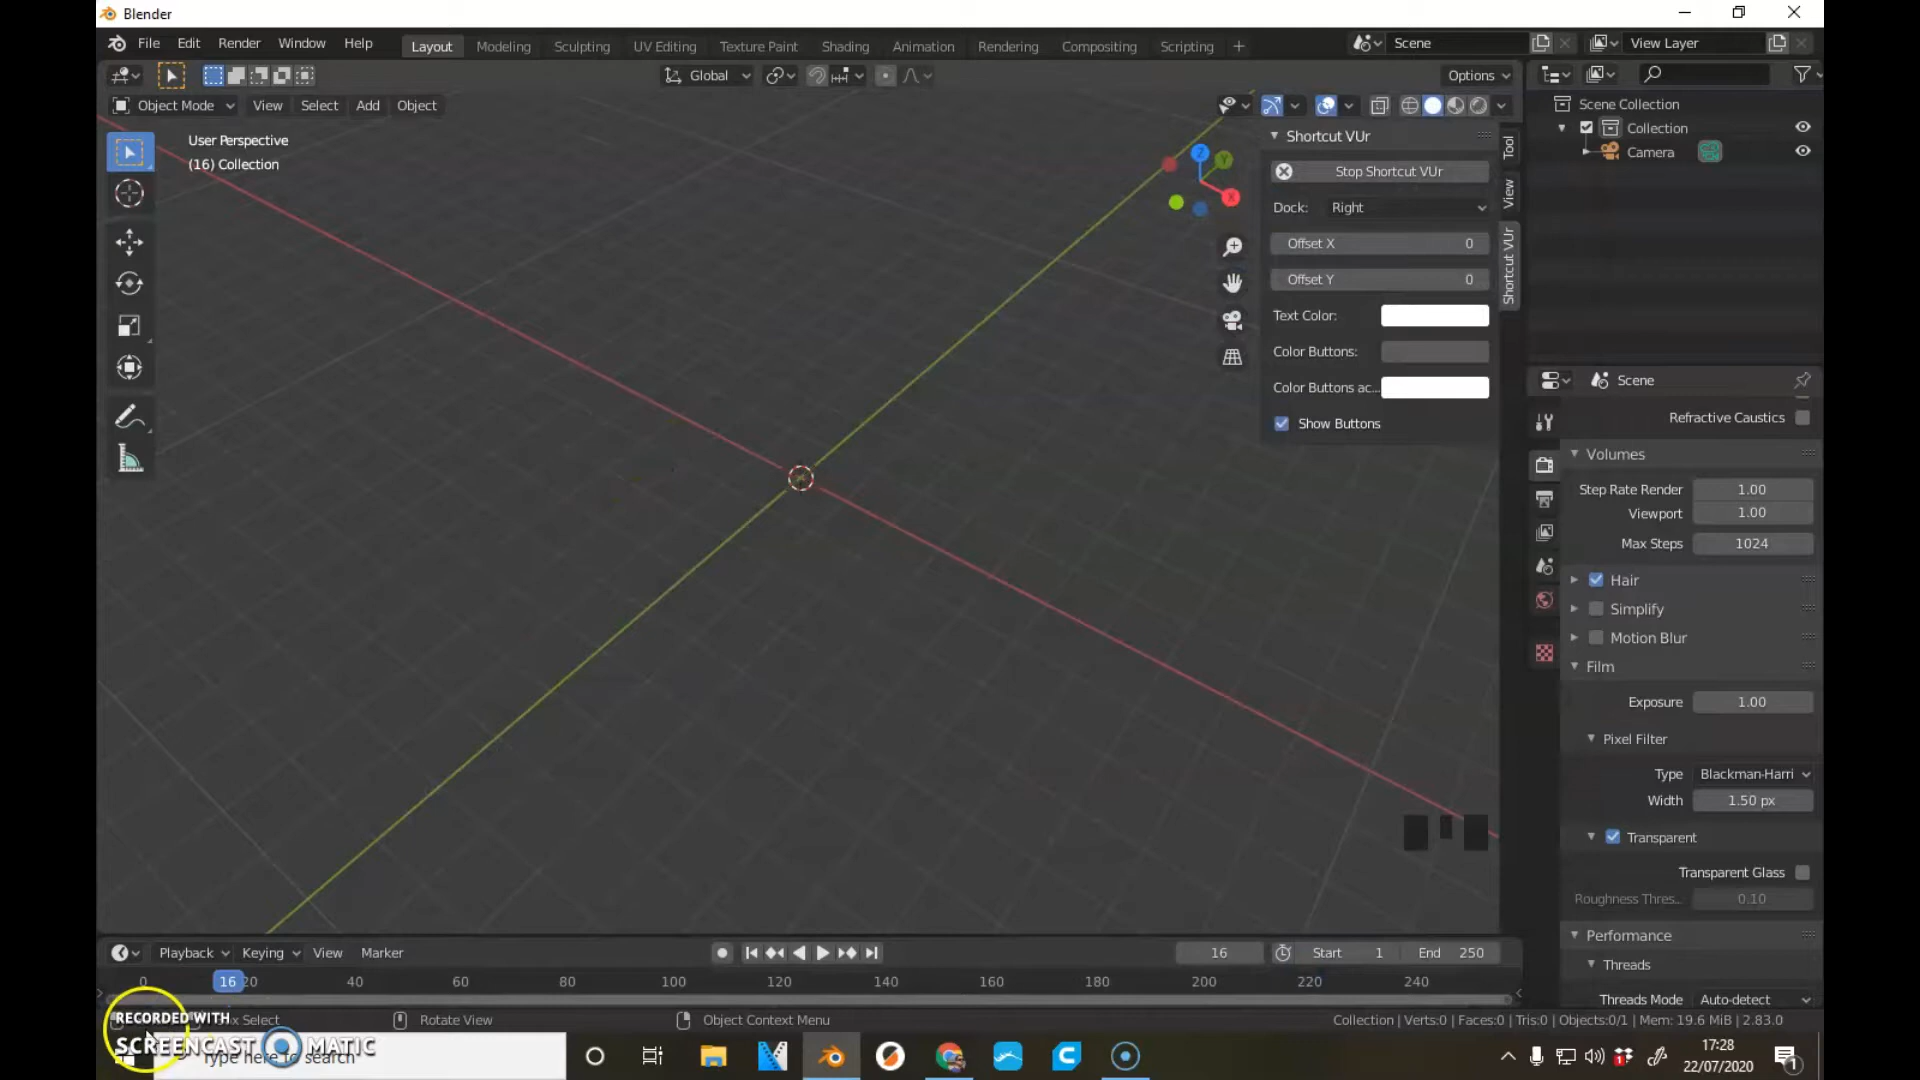 Blender
File Edit Render Window Help Layout Modeling Sculpting UV Editing Texture Paint Shading Animation Rendering Compositing Scripting + Scene View Layer
Global Options
Object Mode View Select Add Object
User Perspective
(16) Collection
Z Y X
Shortcut VUr
Stop Shortcut VUr
Dock: Right
Offset X 0
Offset Y 0
Text Color:
Color Buttons:
Color Buttons ac...
Show Buttons
Tool
View
Shortcut VUr
Scene Collection
Collection
Camera
Scene
Refractive Caustics
Volumes
Step Rate Render 1.00
Viewport 1.00
Max Steps 1024
Hair
Simplify
Motion Blur
Film
Exposure 1.00
Pixel Filter
Type Blackman-Harri
Width 1.50 px
Transparent
Transparent Glass
Roughness Thres... 0.10
Performance
Threads
Threads Mode Auto-detect
Playback Keying View Marker 16 Start 1 End 250
0 16 20 40 60 80 100 120 140 160 180 200 220 240
Select Rotate View Object Context Menu Collection | Verts:0 | Faces:0 | Tris:0 | Objects:0/1 | Mem: 19.6 MiB | 2.83.0
RECORDED WITH
SCREENCAST MATIC
Type here to search
17:28
22/07/2020
1